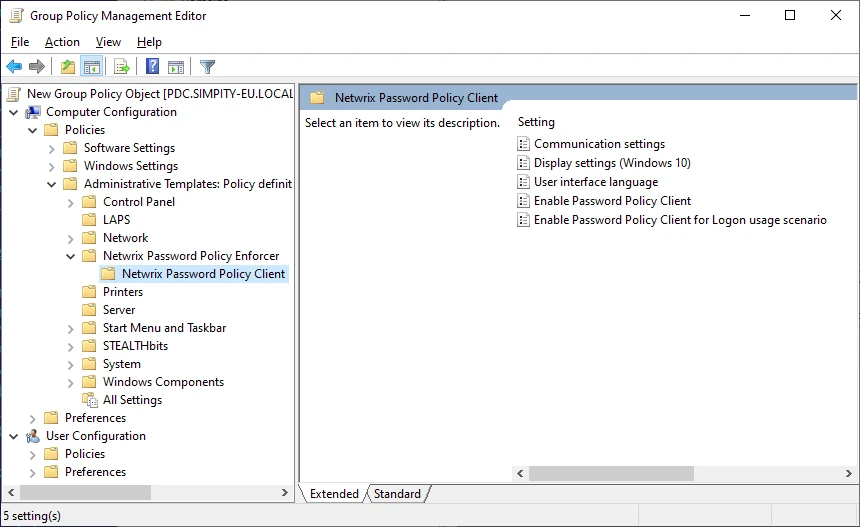 Group Policy Management Editor
File Action View Help
New Group Policy Object [PDC.SIMPITY-EU.LOCAL
Computer Configuration
Policies
Software Settings
Windows Settings
Administrative Templates: Policy definit
Control Panel
LAPS
Network
Netwrix Password Policy Enforcer
Netwrix Password Policy Client
Printers
Server
Start Menu and Taskbar
STEALTHbits
System
Windows Components
All Settings
Preferences
User Configuration
Policies
Preferences
Netwrix Password Policy Client
Select an item to view its description.
Setting
Communication settings
Display settings (Windows 10)
User interface language
Enable Password Policy Client
Enable Password Policy Client for Logon usage scenario
Extended Standard
5 setting(s)